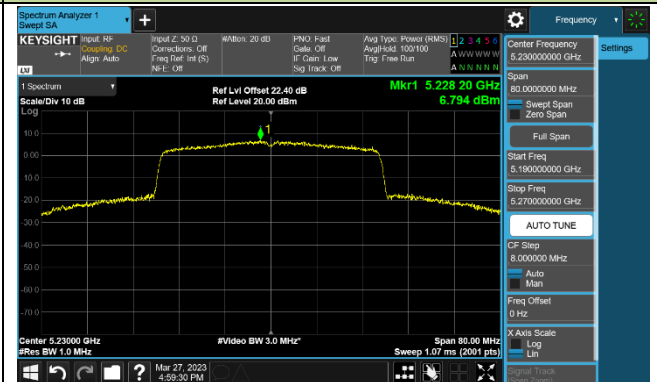 Spectrum Analyzer 1
Swept SA
Frequency
KEYSIGHT
Input: RF
Coupling: DC
Align: Auto
Input Z: 50 Ω
Corrections: Off
Freq Ref: Int (S)
NFE: Off
#Atten: 20 dB
PNO: Fast
Gate: Off
IF Gain: Low
Sig Track: Off
Avg Type: Power (RMS)
Avg|Hold: 100/100
Trig: Free Run
1 2 3 4 5 6
A W W W W W
A N N N N N
LXI
Center Frequency
5.230000000 GHz
Settings
Span
80.0000000 MHz
Swept Span
Zero Span
Full Span
Start Freq
5.190000000 GHz
Stop Freq
5.270000000 GHz
AUTO TUNE
CF Step
8.000000 MHz
Auto
Man
Freq Offset
0 Hz
X Axis Scale
Log
Lin
Signal Track
(Span Zoom)
1 Spectrum
Scale/Div 10 dB
Log
Ref Lvl Offset 22.40 dB
Ref Level 20.00 dBm
Mkr1 5.228 20 GHz
6.794 dBm
1
10.0
0.00
-10.0
-20.0
-30.0
-40.0
-50.0
-60.0
-70.0
Center 5.23000 GHz
#Res BW 1.0 MHz
#Video BW 3.0 MHz*
Span 80.00 MHz
Sweep 1.07 ms (2001 pts)
?
Mar 27, 2023
4:59:30 PM